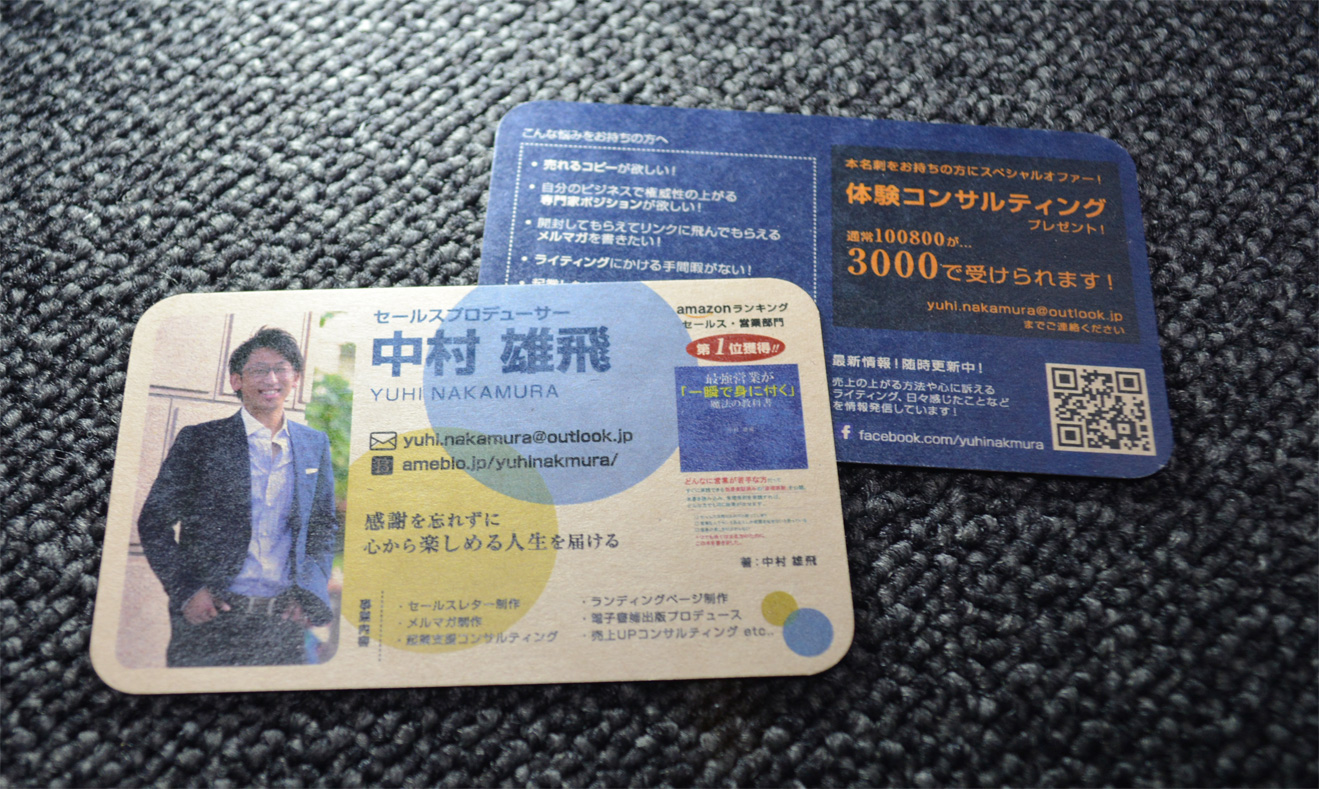 こんな悩みをお持ちの方へ
・売れるコピーが欲しい！
・自分のビジネスで権威性の上がる
専門家ポジションが欲しい！
・開封してもらえてリンクに飛んでもらえる
メルマガを書きたい！
・ライティングにかける手間暇がない！
本名刺をお持ちの方にスペシャルオファー！
体験コンサルティング
プレゼント！
通常100800が...
3000で受けられます！
yuhi.nakamura@outlook.jp
までご連絡ください
最新情報！随時更新中！
売上の上がる方法や心に訴える
ライティング、日々感じたことなど
を情報発信しています！
facebook.com/yuhinakmura
セールスプロデューサー
中村 雄飛
YUHI NAKAMURA
yuhi.nakamura@outlook.jp
ameblo.jp/yuhinakmura/
感謝を忘れずに
心から楽しめる人生を届ける
事業内容
・セールスレター制作
・メルマガ制作
・起業支援コンサルティング
・ランディングページ制作
・電子書籍出版プロデュース
・売上UPコンサルティング etc..
amazonランキング
セールス・営業部門
第1位獲得!!
最強営業が
「一瞬で身に付く」
魔法の教科書
どんなに営業が苦手な方
著：中村 雄飛